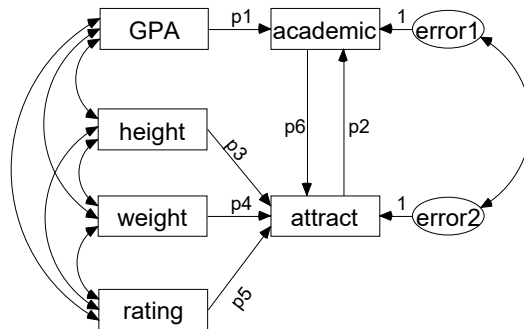 GPA p1 academic 1 error1
p6 p2
height p3
weight p4 attract 1 error2
rating p5